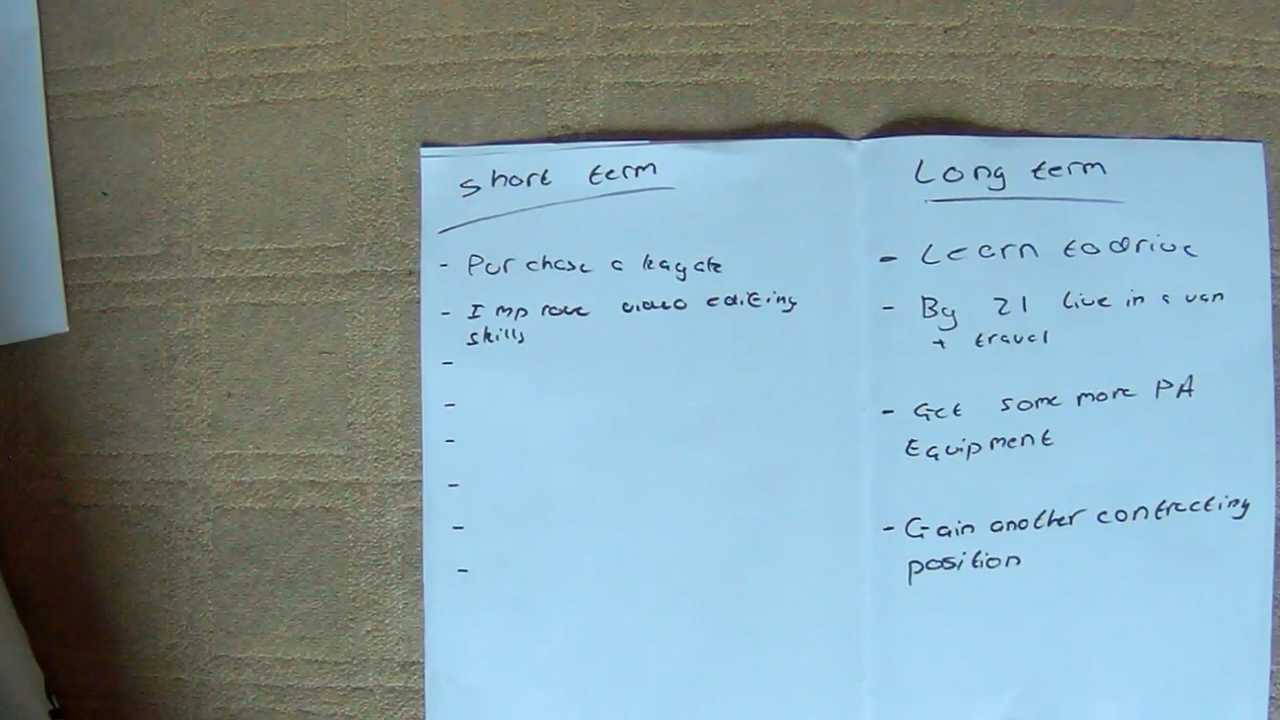 Short term
- Purchase a kayak
- Improve video editing
skills
-
-
-
-
-
-
Long term
- Learn to drive
- By 21 live in a van
+ travel
- Get some more PA
Equipment
- Gain another contracting
position